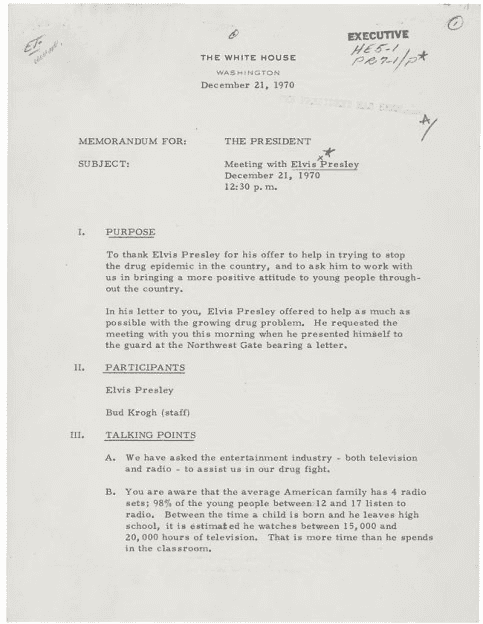 1
EXECUTIVE
HE5-1
PR7-1/P*
THE WHITE HOUSE
WASHINGTON
December 21, 1970
MEMORANDUM FOR: THE PRESIDENT
SUBJECT: Meeting with Elvis Presley
December 21, 1970
12:30 p.m.
I. PURPOSE
To thank Elvis Presley for his offer to help in trying to stop
the drug epidemic in the country, and to ask him to work with
us in bringing a more positive attitude to young people through-
out the country.
In his letter to you, Elvis Presley offered to help as much as
possible with the growing drug problem. He requested the
meeting with you this morning when he presented himself to
the guard at the Northwest Gate bearing a letter.
II. PARTICIPANTS
Elvis Presley
Bud Krogh (staff)
III. TALKING POINTS
A. We have asked the entertainment industry - both television
and radio - to assist us in our drug fight.
B. You are aware that the average American family has 4 radio
sets; 98% of the young people between 12 and 17 listen to
radio. Between the time a child is born and he leaves high
school, it is estimated he watches between 15,000 and
20,000 hours of television. That is more time than he spends
in the classroom.